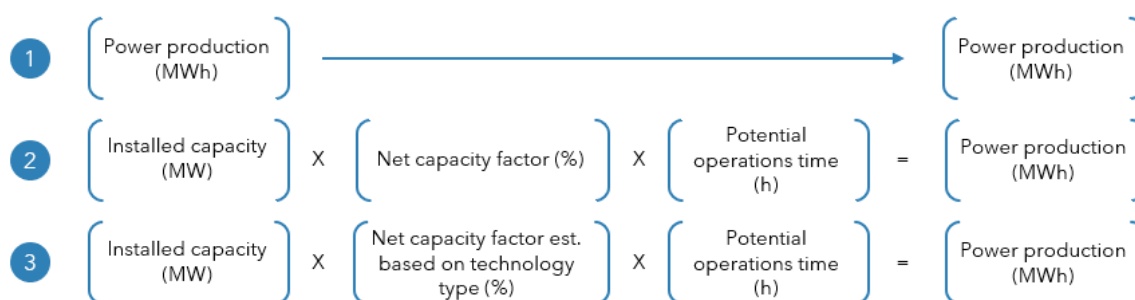 1
Power production
(MWh)
Power production
(MWh)
2
Installed capacity
(MW)
X
Net capacity factor (%)
X
Potential
operations time
(h)
=
Power production
(MWh)
3
Installed capacity
(MW)
X
Net capacity factor est.
based on technology
type (%)
X
Potential
operations time
(h)
=
Power production
(MWh)